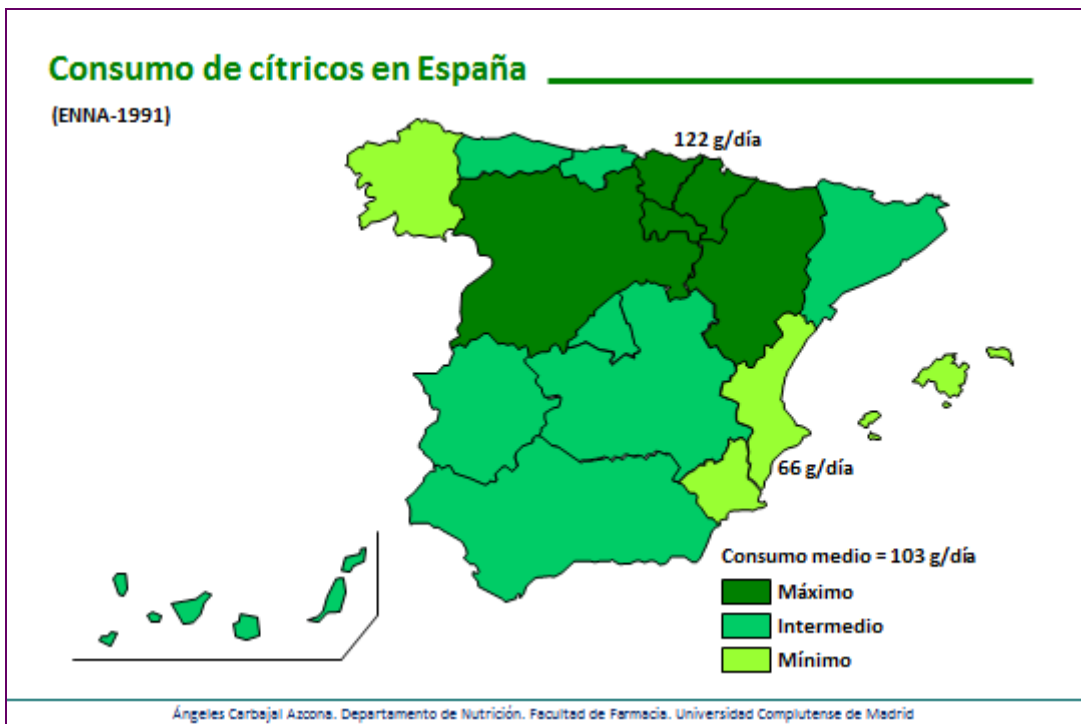 Consumo de cítricos en España
(ENNA-1991)
122 g/día
66 g/día
Consumo medio = 103 g/día
Máximo
Intermedio
Mínimo
Ángeles Carbajal Azcona. Departamento de Nutrición. Facultad de Farmacia. Universidad Complutense de Madrid